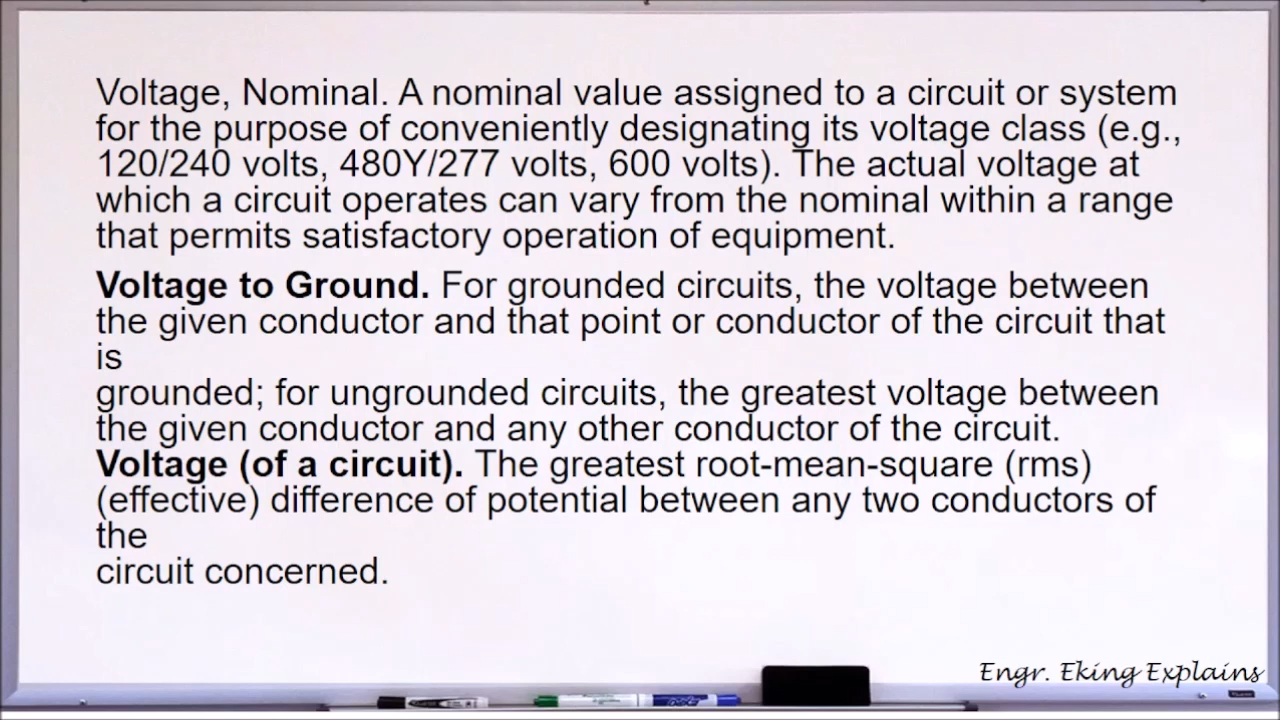 Voltage, Nominal. A nominal value assigned to a circuit or system
for the purpose of conveniently designating its voltage class (e.g.,
120/240 volts, 480Y/277 volts, 600 volts). The actual voltage at
which a circuit operates can vary from the nominal within a range
that permits satisfactory operation of equipment.
Voltage to Ground. For grounded circuits, the voltage between
the given conductor and that point or conductor of the circuit that
is
grounded; for ungrounded circuits, the greatest voltage between
the given conductor and any other conductor of the circuit.
Voltage (of a circuit). The greatest root-mean-square (rms)
(effective) difference of potential between any two conductors of
the
circuit concerned.
Engr. Eking Explains